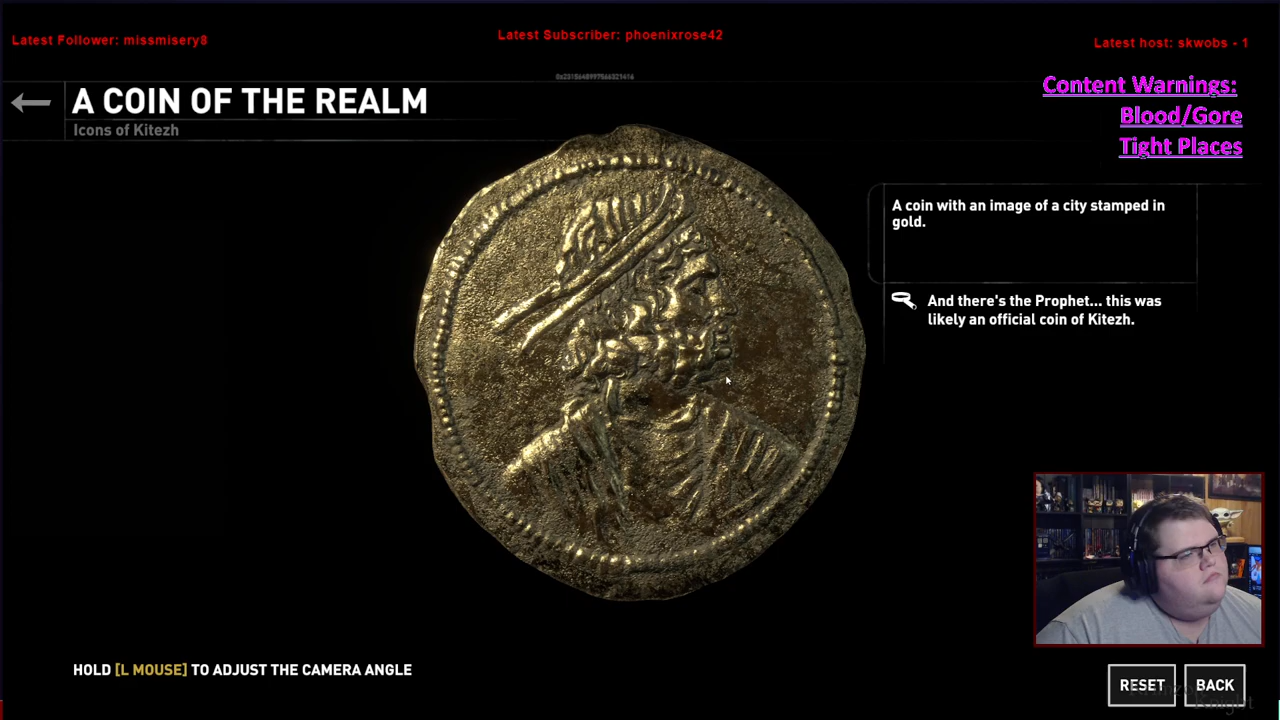 Latest Follower: missmisery8
Latest Subscriber: phoenixrose42
Latest host: skwobs - 1
Content Warnings:
Blood/Gore
Tight Places
A COIN OF THE REALM
Icons of Kitezh
A coin with an image of a city stamped in
gold.
And there's the Prophet... this was
likely an official coin of Kitezh.
HOLD [L MOUSE] TO ADJUST THE CAMERA ANGLE
RESET
BACK